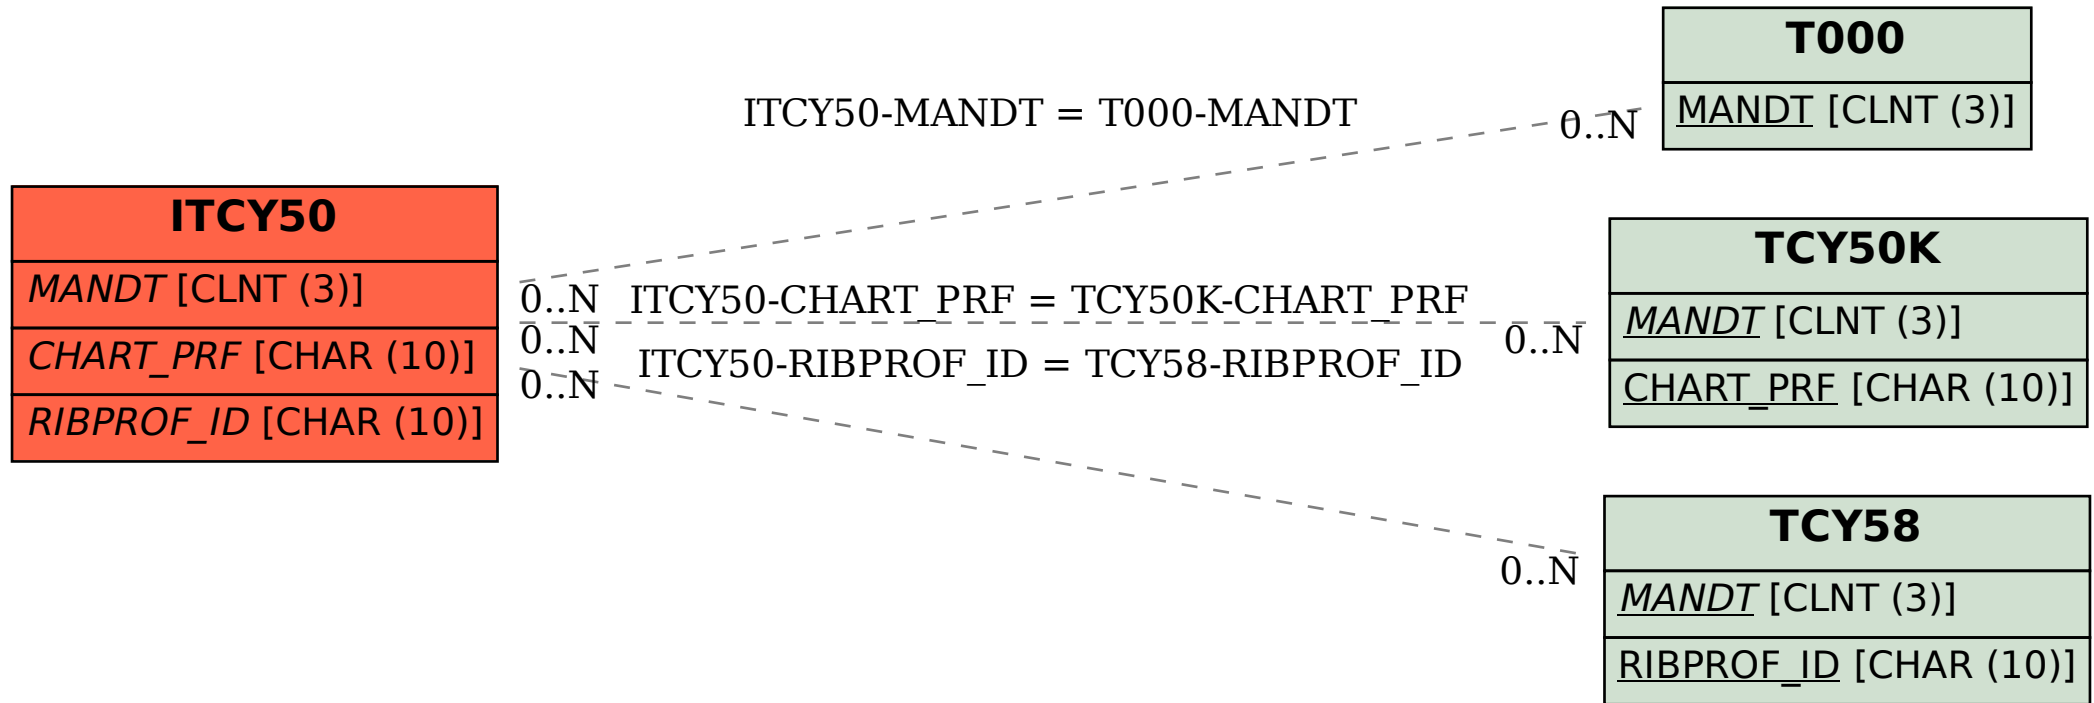 ITCY50
MANDT [CLNT (3)]
CHART_PRF [CHAR (10)]
RIBPROF_ID [CHAR (10)]
ITCY50-MANDT = T000-MANDT
0..N
0..N
ITCY50-CHART_PRF = TCY50K-CHART_PRF
0..N
0..N
ITCY50-RIBPROF_ID = TCY58-RIBPROF_ID
0..N
0..N
T000
MANDT [CLNT (3)]
TCY50K
MANDT [CLNT (3)]
CHART_PRF [CHAR (10)]
TCY58
MANDT [CLNT (3)]
RIBPROF_ID [CHAR (10)]